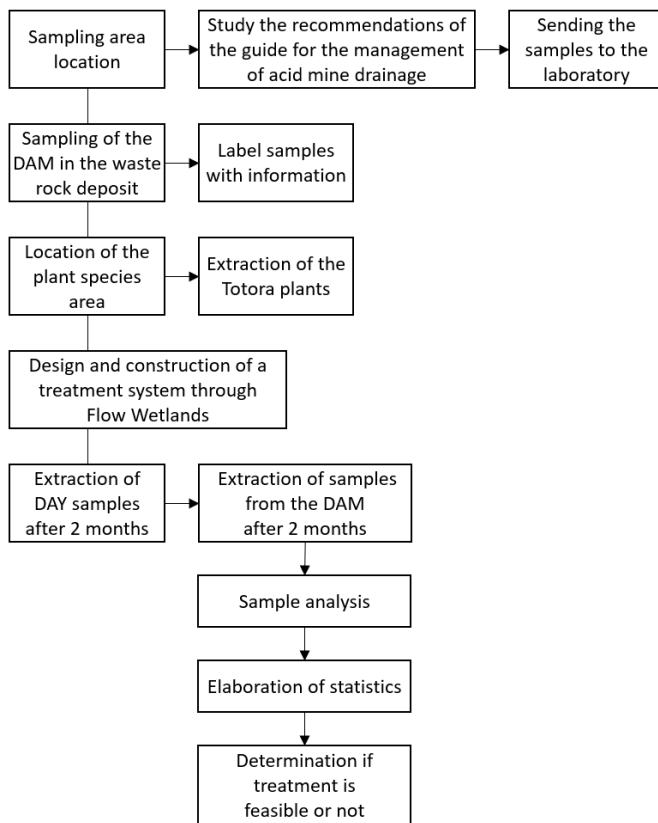 Sampling area
location
Study the recommendations of
the guide for the management
of acid mine drainage
Sending the
samples to the
laboratory
Sampling of the
DAM in the waste
rock deposit
Label samples
with information
Location of the
plant species
area
Extraction of the
Totora plants
Design and construction of a
treatment system through
Flow Wetlands
Extraction of
DAY samples
after 2 months
Extraction of samples
from the DAM
after 2 months
Sample analysis
Elaboration of statistics
Determination if
treatment is
feasible or not